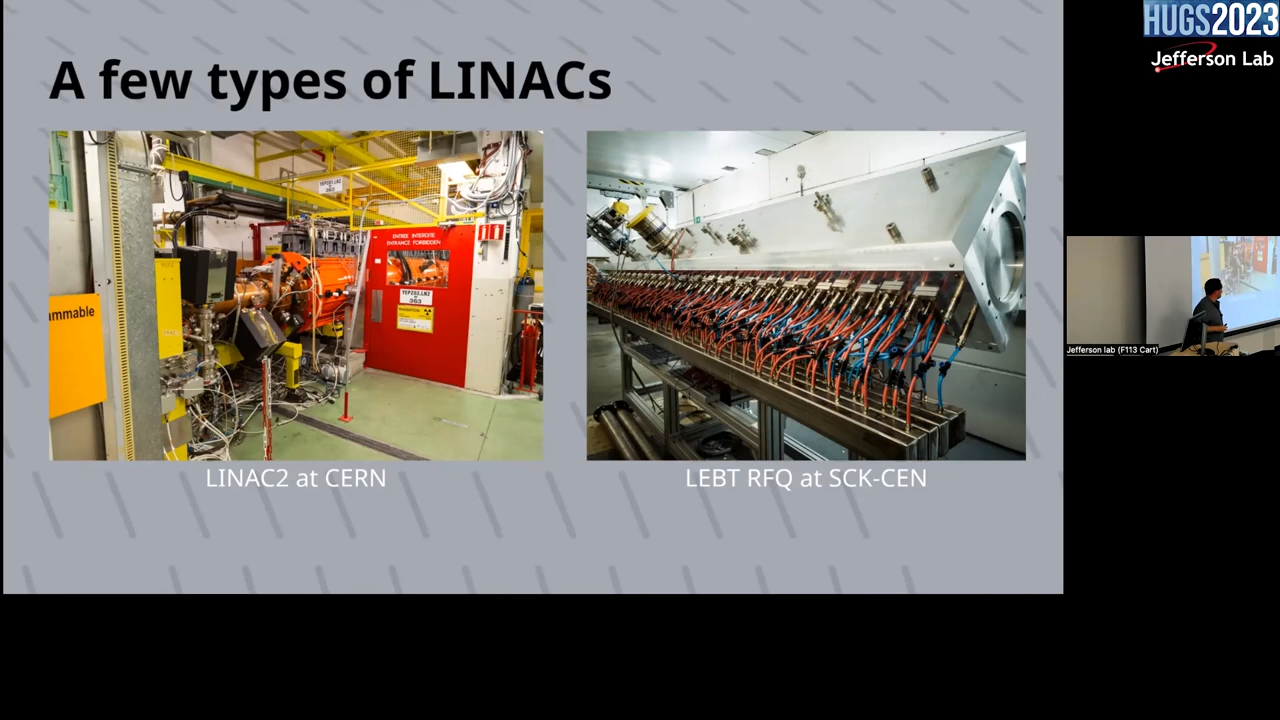 A few types of LINACs
ENTREE INTERDITE
ENTRANCE FORBIDDEN
mmable
LINAC2 at CERN
LEBT RFQ at SCK-CEN
HUGS2023
Jefferson Lab
Jefferson lab (F113 Cart)